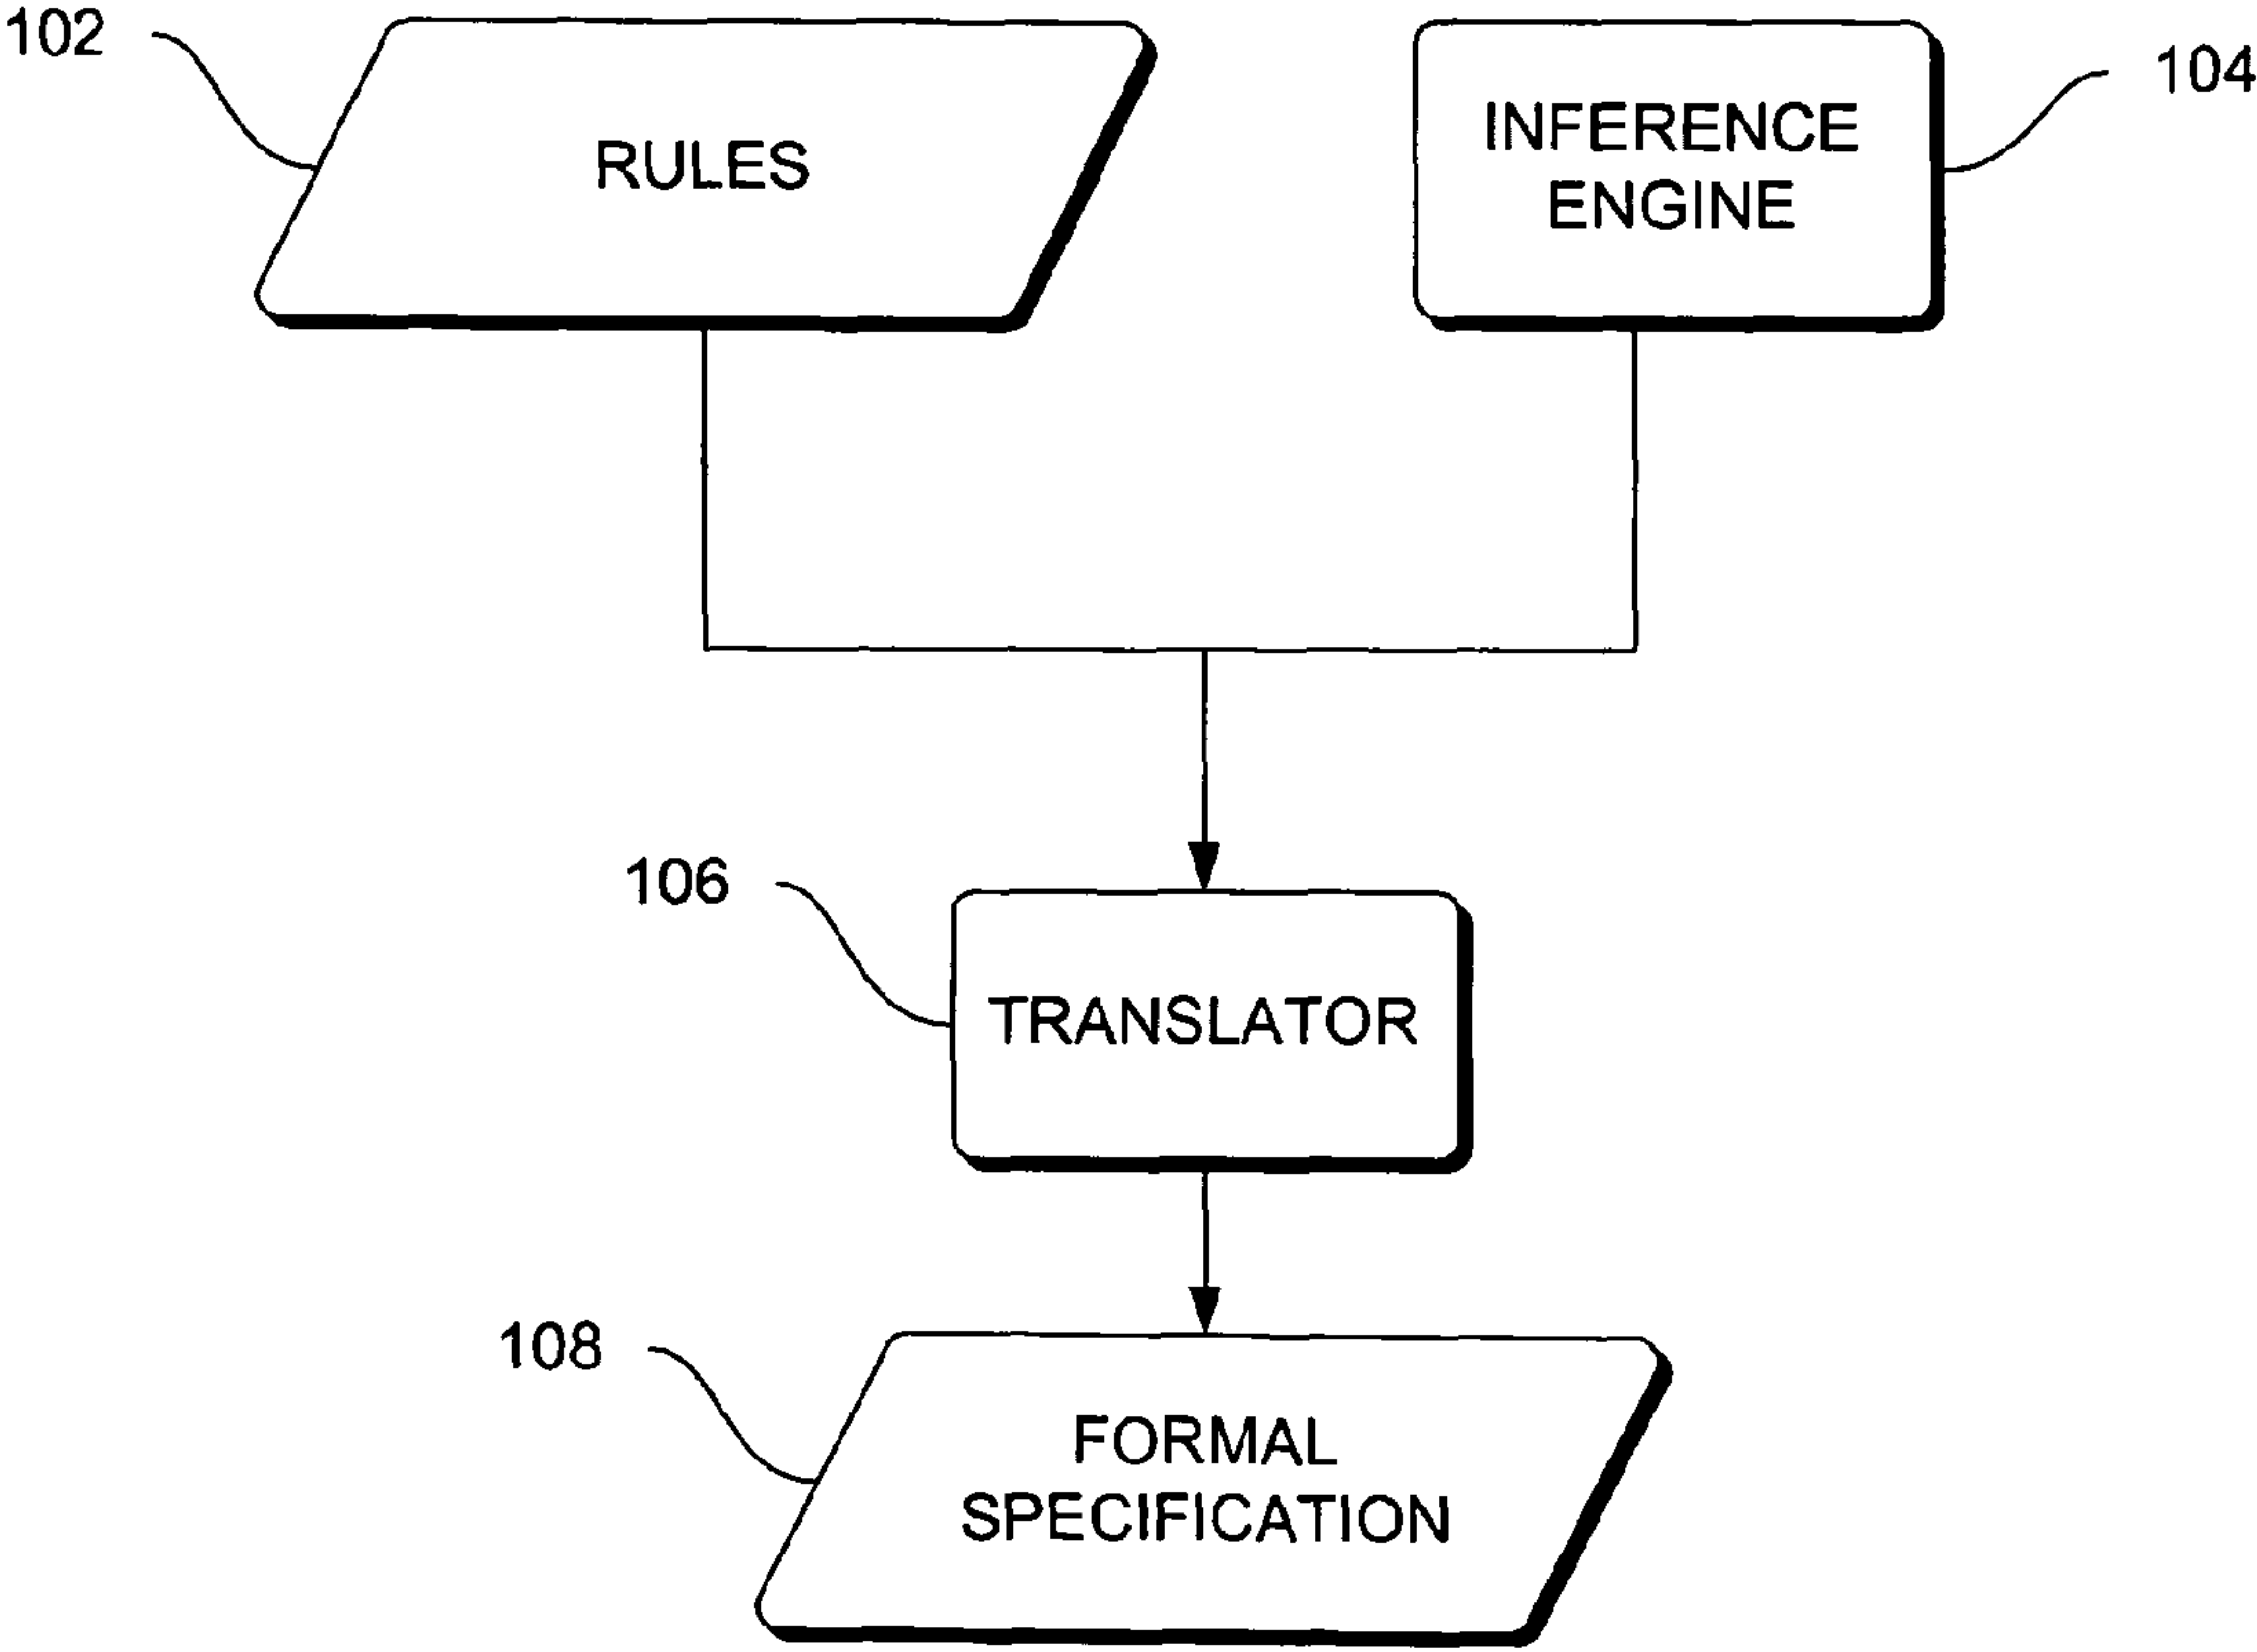 102
RULES
INFERENCE
ENGINE
104
106
TRANSLATOR
108
FORMAL
SPECIFICATION